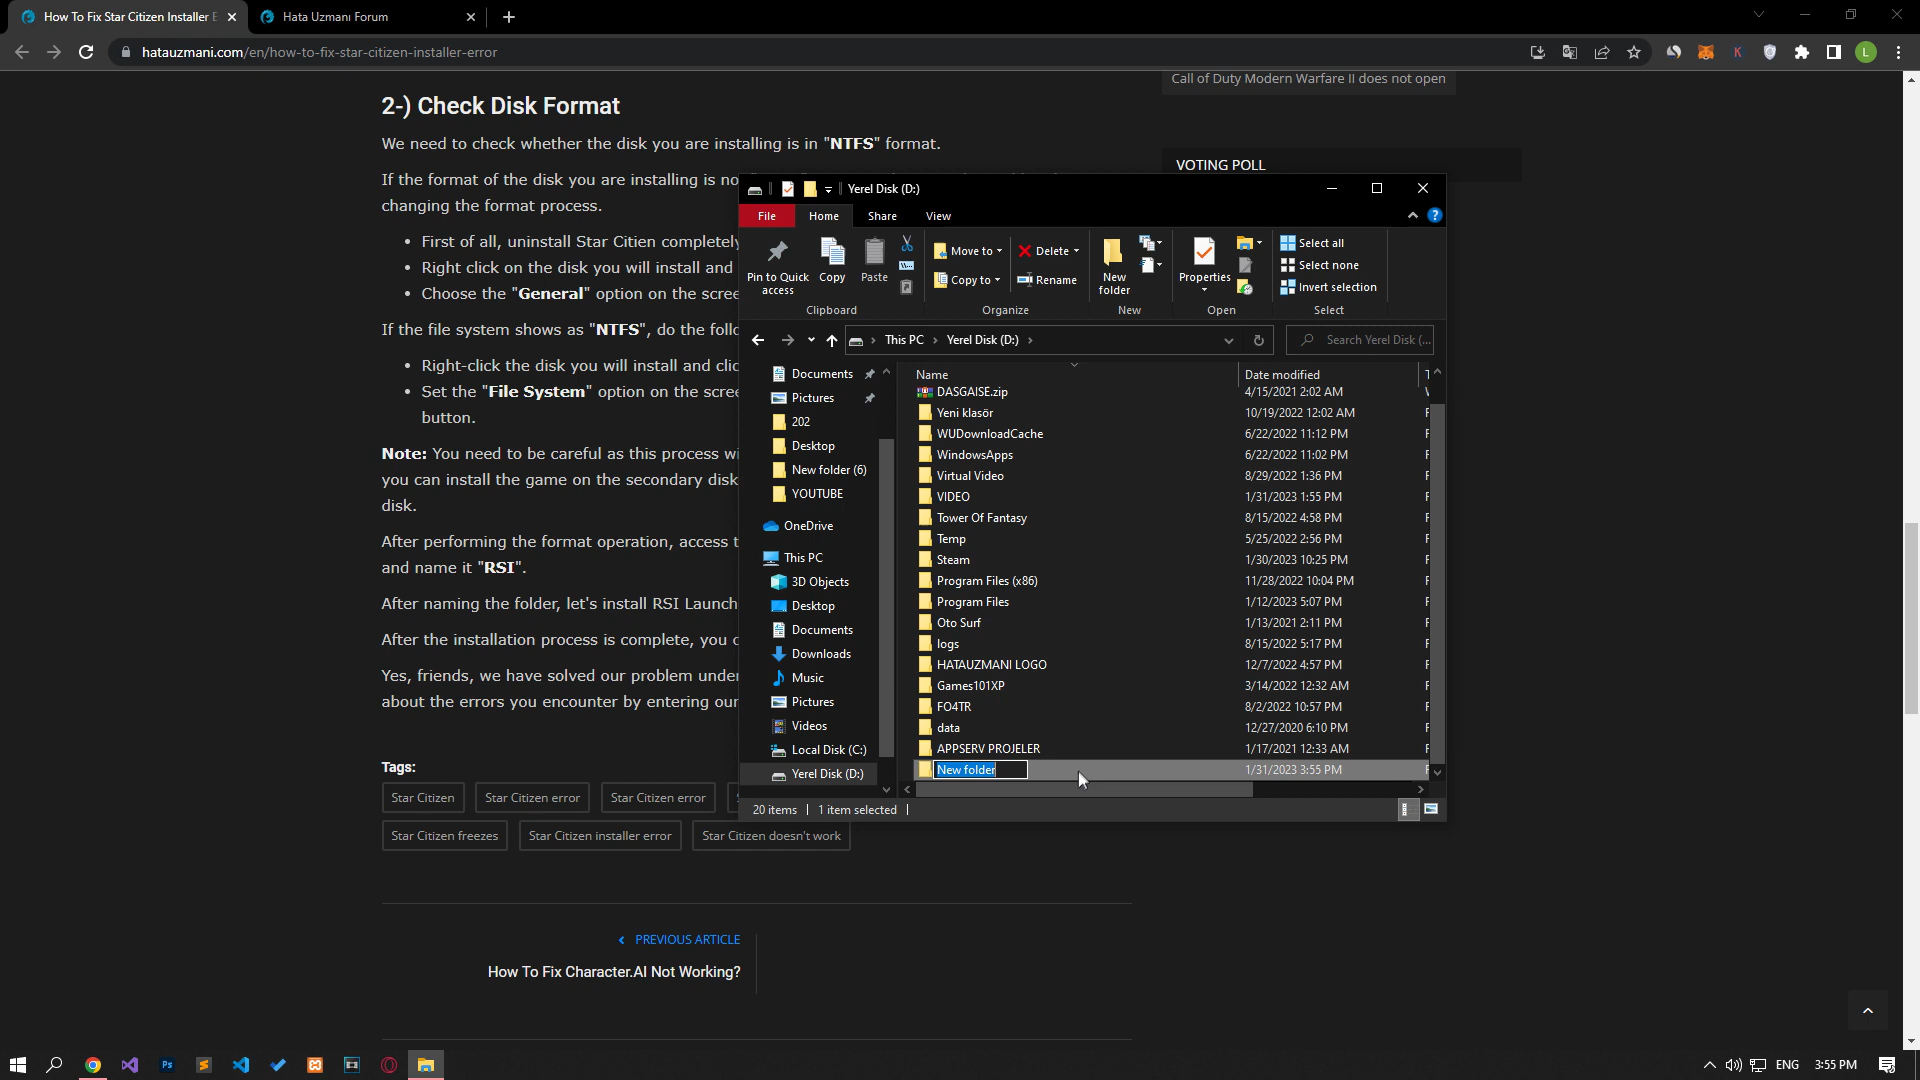 How To Fix Star Citizen Installer E
Hata Uzmanı Forum
hatauzmani.com/en/how-to-fix-star-citizen-installer-error
K
L
Call of Duty Modern Warfare II does not open
VOTING POLL
2-) Check Disk Format
We need to check whether the disk you are installing is in "NTFS" format.
If the format of the disk you are installing is no
changing the format process.
First of all, uninstall Star Citien completely
Right click on the disk you will install and
Choose the "General" option on the scree
If the file system shows as "NTFS", do the follo
Right-click the disk you will install and clic
Set the "File System" option on the scree
button.
Note: You need to be careful as this process wi
you can install the game on the secondary disk
disk.
After performing the format operation, access t
and name it "RSI".
After naming the folder, let's install RSI Launch
After the installation process is complete, you c
Yes, friends, we have solved our problem unde
about the errors you encounter by entering our
Tags:
Star Citizen
Star Citizen error
Star Citizen error
Star Citizen freezes
Star Citizen installer error
Star Citizen doesn't work
PREVIOUS ARTICLE
How To Fix Character.AI Not Working?
Yerel Disk (D:)
File
Home
Share
View
Pin to Quick access
Copy
Paste
Clipboard
Move to
Copy to
Delete
Rename
Organize
New folder
New
Properties
Open
Select all
Select none
Invert selection
Select
This PC
Yerel Disk (D:)
Search Yerel Disk (...
Documents
Pictures
202
Desktop
New folder (6)
YOUTUBE
OneDrive
This PC
3D Objects
Desktop
Documents
Downloads
Music
Pictures
Videos
Local Disk (C:)
Yerel Disk (D:)
Name Date modified
DASGAISE.zip 4/15/2021 2:02 AM
Yeni klasör 10/19/2022 12:02 AM
WUDownloadCache 6/22/2022 11:12 PM
WindowsApps 6/22/2022 11:02 PM
Virtual Video 8/29/2022 1:36 PM
VIDEO 1/31/2023 1:55 PM
Tower Of Fantasy 8/15/2022 4:58 PM
Temp 5/25/2022 2:56 PM
Steam 1/30/2023 10:25 PM
Program Files (x86) 11/28/2022 10:04 PM
Program Files 1/12/2023 5:07 PM
Oto Surf 1/13/2021 2:11 PM
logs 8/15/2022 5:17 PM
HATAUZMANI LOGO 12/7/2022 4:57 PM
Games101XP 3/14/2022 12:32 AM
FO4TR 8/2/2022 10:57 PM
data 12/27/2020 6:10 PM
APPSERV PROJELER 1/17/2021 12:33 AM
New folder 1/31/2023 3:55 PM
20 items
1 item selected
Ps
ENG
3:55 PM